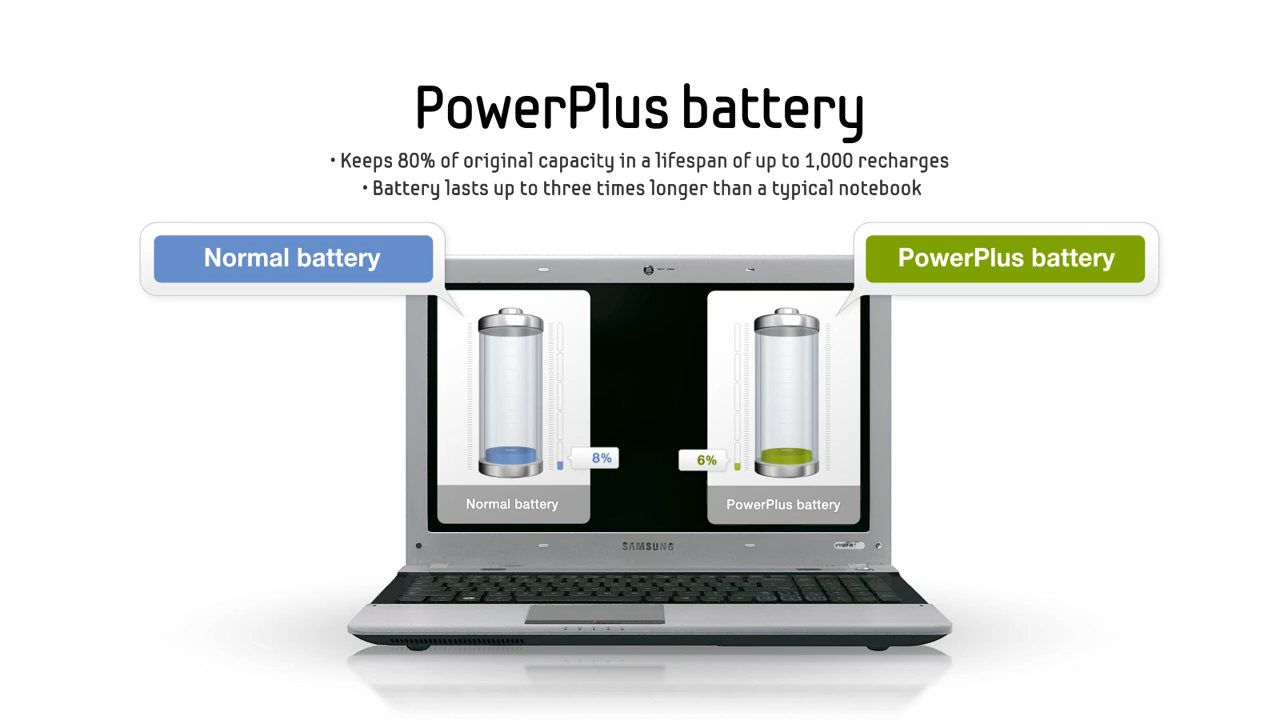 PowerPlus battery
• Keeps 80% of original capacity in a lifespan of up to 1,000 recharges
• Battery lasts up to three times longer than a typical notebook
Normal battery
PowerPlus battery
8%
6%
Normal battery
PowerPlus battery
SAMSUNG